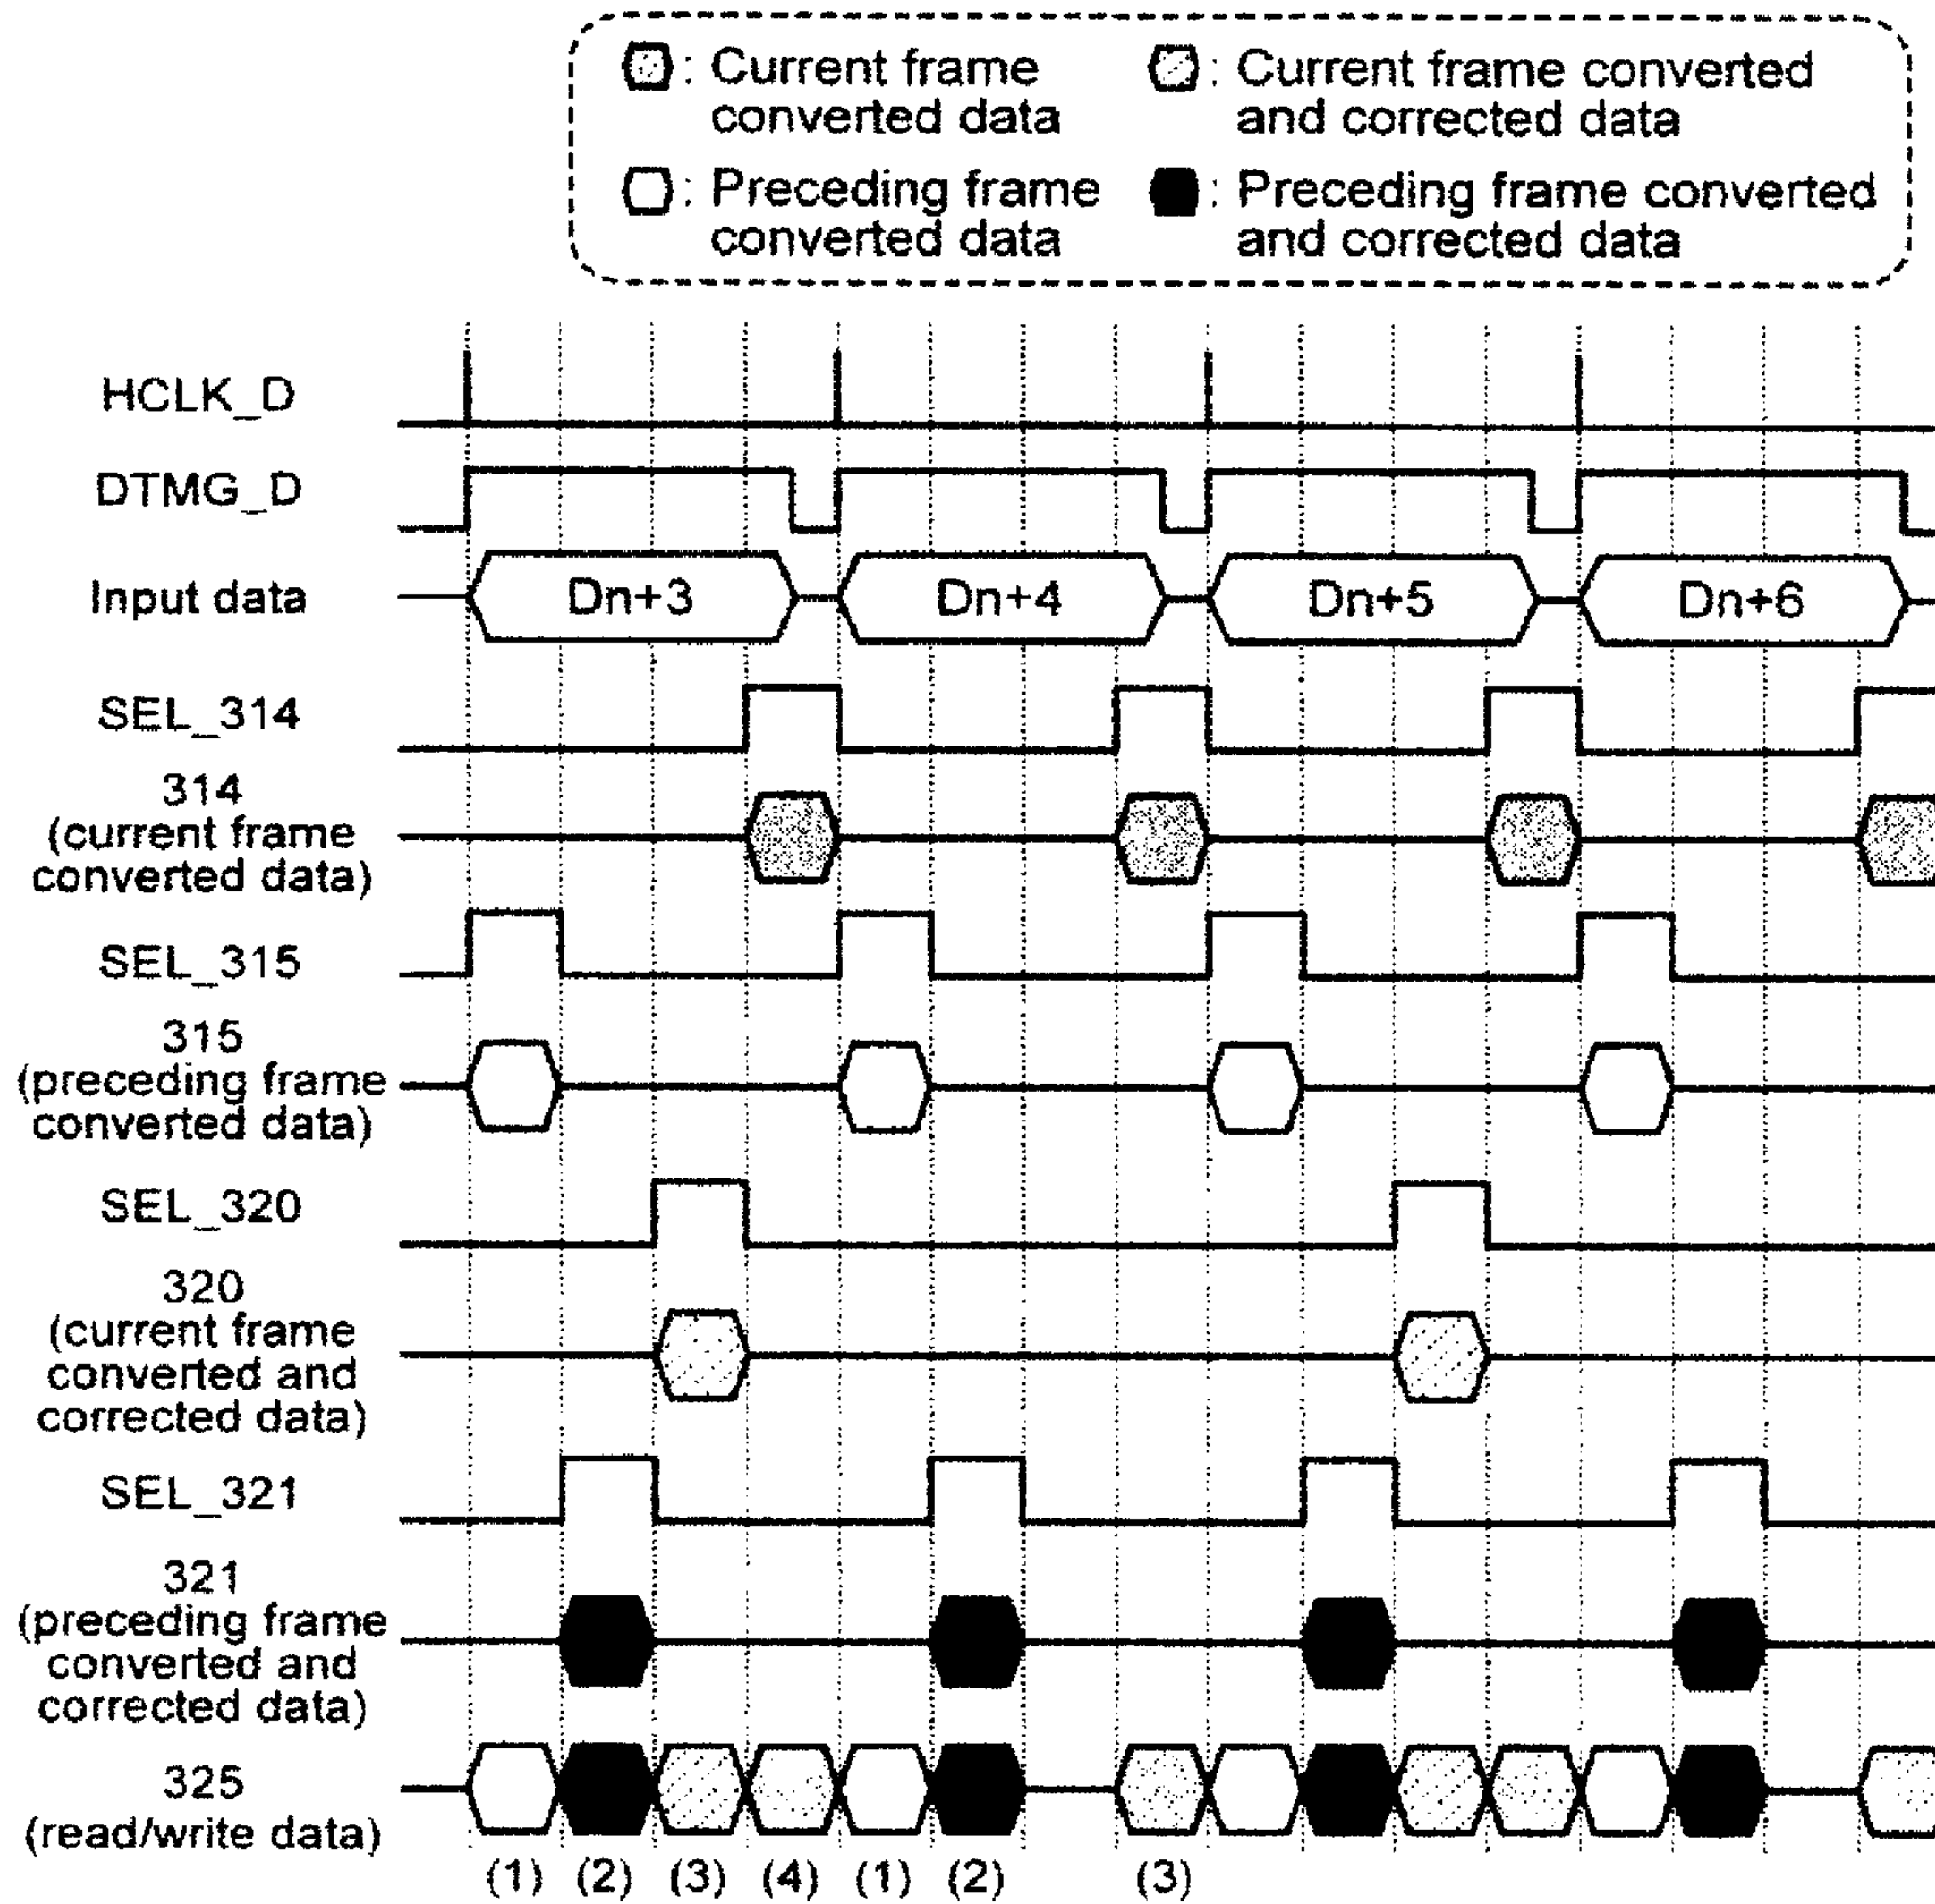 : Current frame
converted data
: Current frame converted
and corrected data
: Preceding frame
converted data
: Preceding frame converted
and corrected data
HCLK_D
DTMG_D
Input data
Dn+3
Dn+4
Dn+5
Dn+6
SEL_314
314
(current frame
converted data)
SEL_315
315
(preceding frame
converted data)
SEL_320
320
(current frame
converted and
corrected data)
SEL_321
321
(preceding frame
converted and
corrected data)
325
(read/write data)
(1) (2) (3) (4) (1) (2) (3)